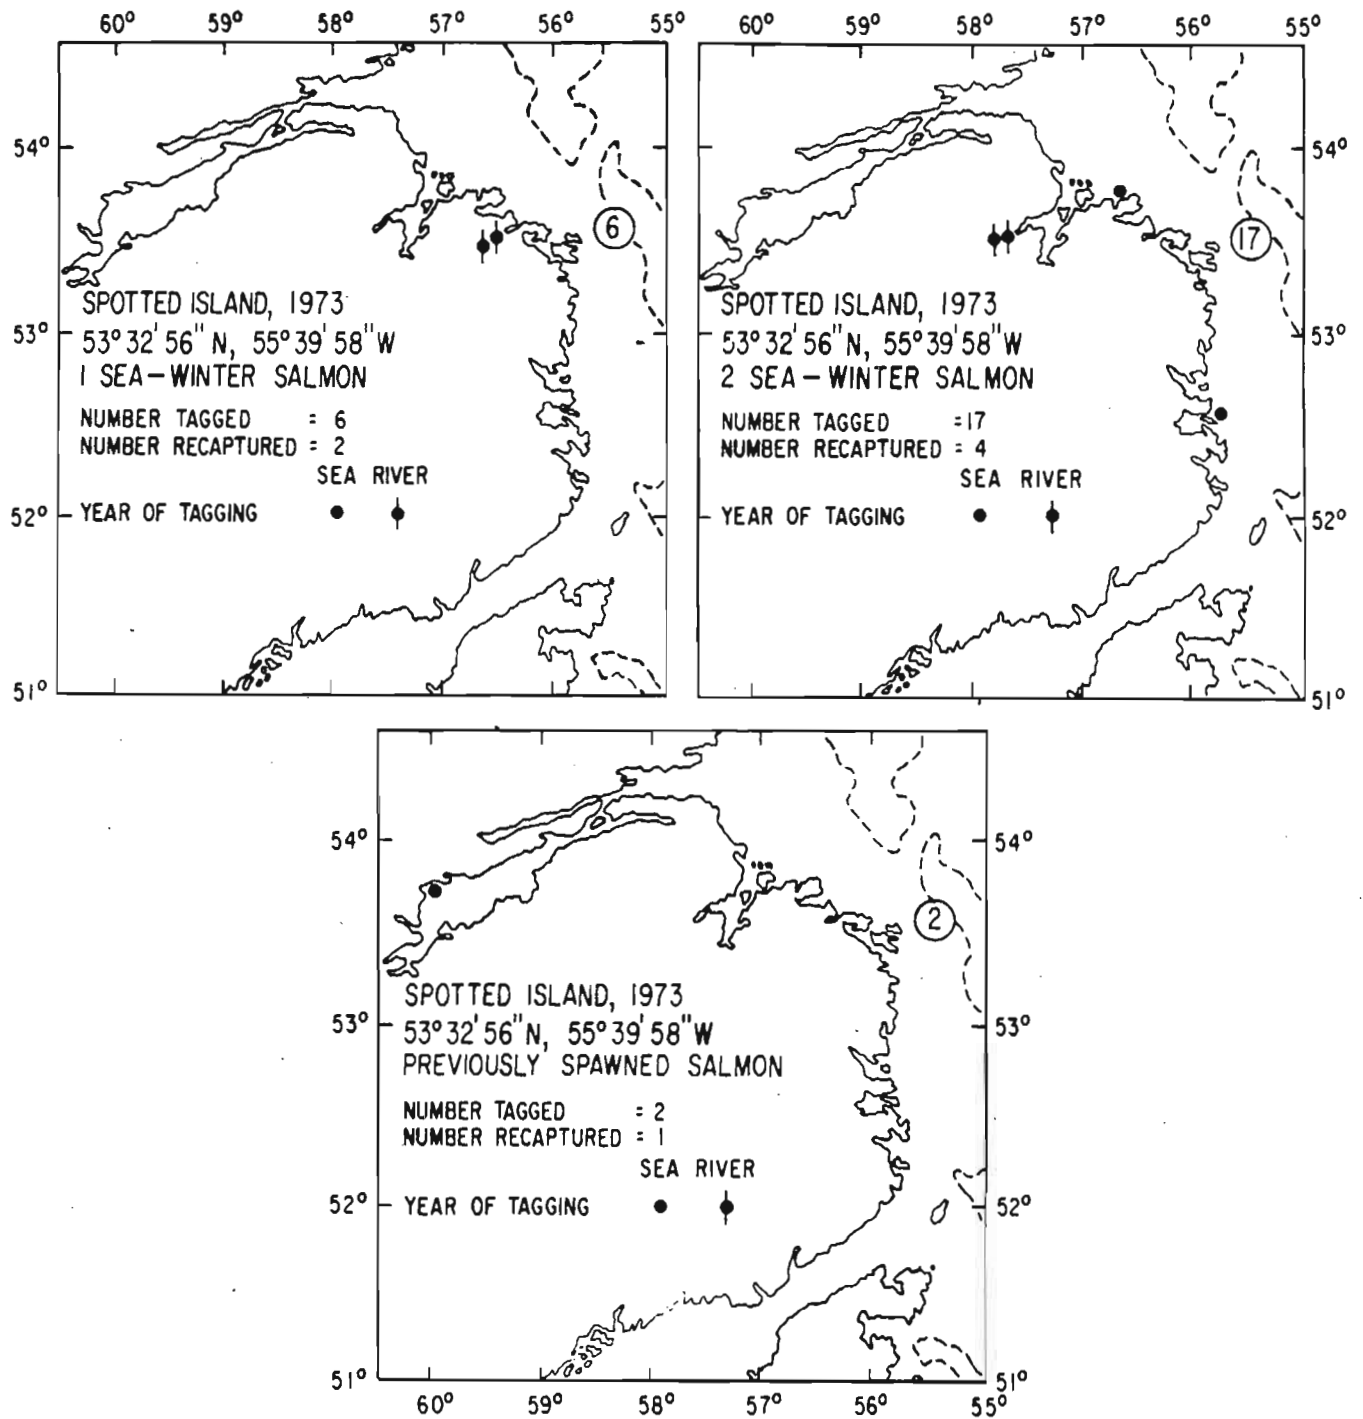 60° 59° 58° 57° 56° 55°
60° 59° 58° 57° 56° 55°
54°
53°
52°
51°
6
SPOTTED ISLAND, 1973
53° 32' 56" N, 55° 39' 58" W
1 SEA-WINTER SALMON
NUMBER TAGGED = 6
NUMBER RECAPTURED = 2
SEA RIVER
YEAR OF TAGGING
17
SPOTTED ISLAND, 1973
53° 32' 56" N, 55° 39' 58" W
2 SEA-WINTER SALMON
NUMBER TAGGED =17
NUMBER RECAPTURED = 4
SEA RIVER
YEAR OF TAGGING
54°
53°
52°
51°
54°
53°
52°
51°
2
SPOTTED ISLAND, 1973
53° 32' 56" N, 55° 39' 58" W
PREVIOUSLY SPAWNED SALMON
NUMBER TAGGED = 2
NUMBER RECAPTURED = 1
SEA RIVER
YEAR OF TAGGING
54°
53°
52°
51°
60° 59° 58° 57° 56° 55°